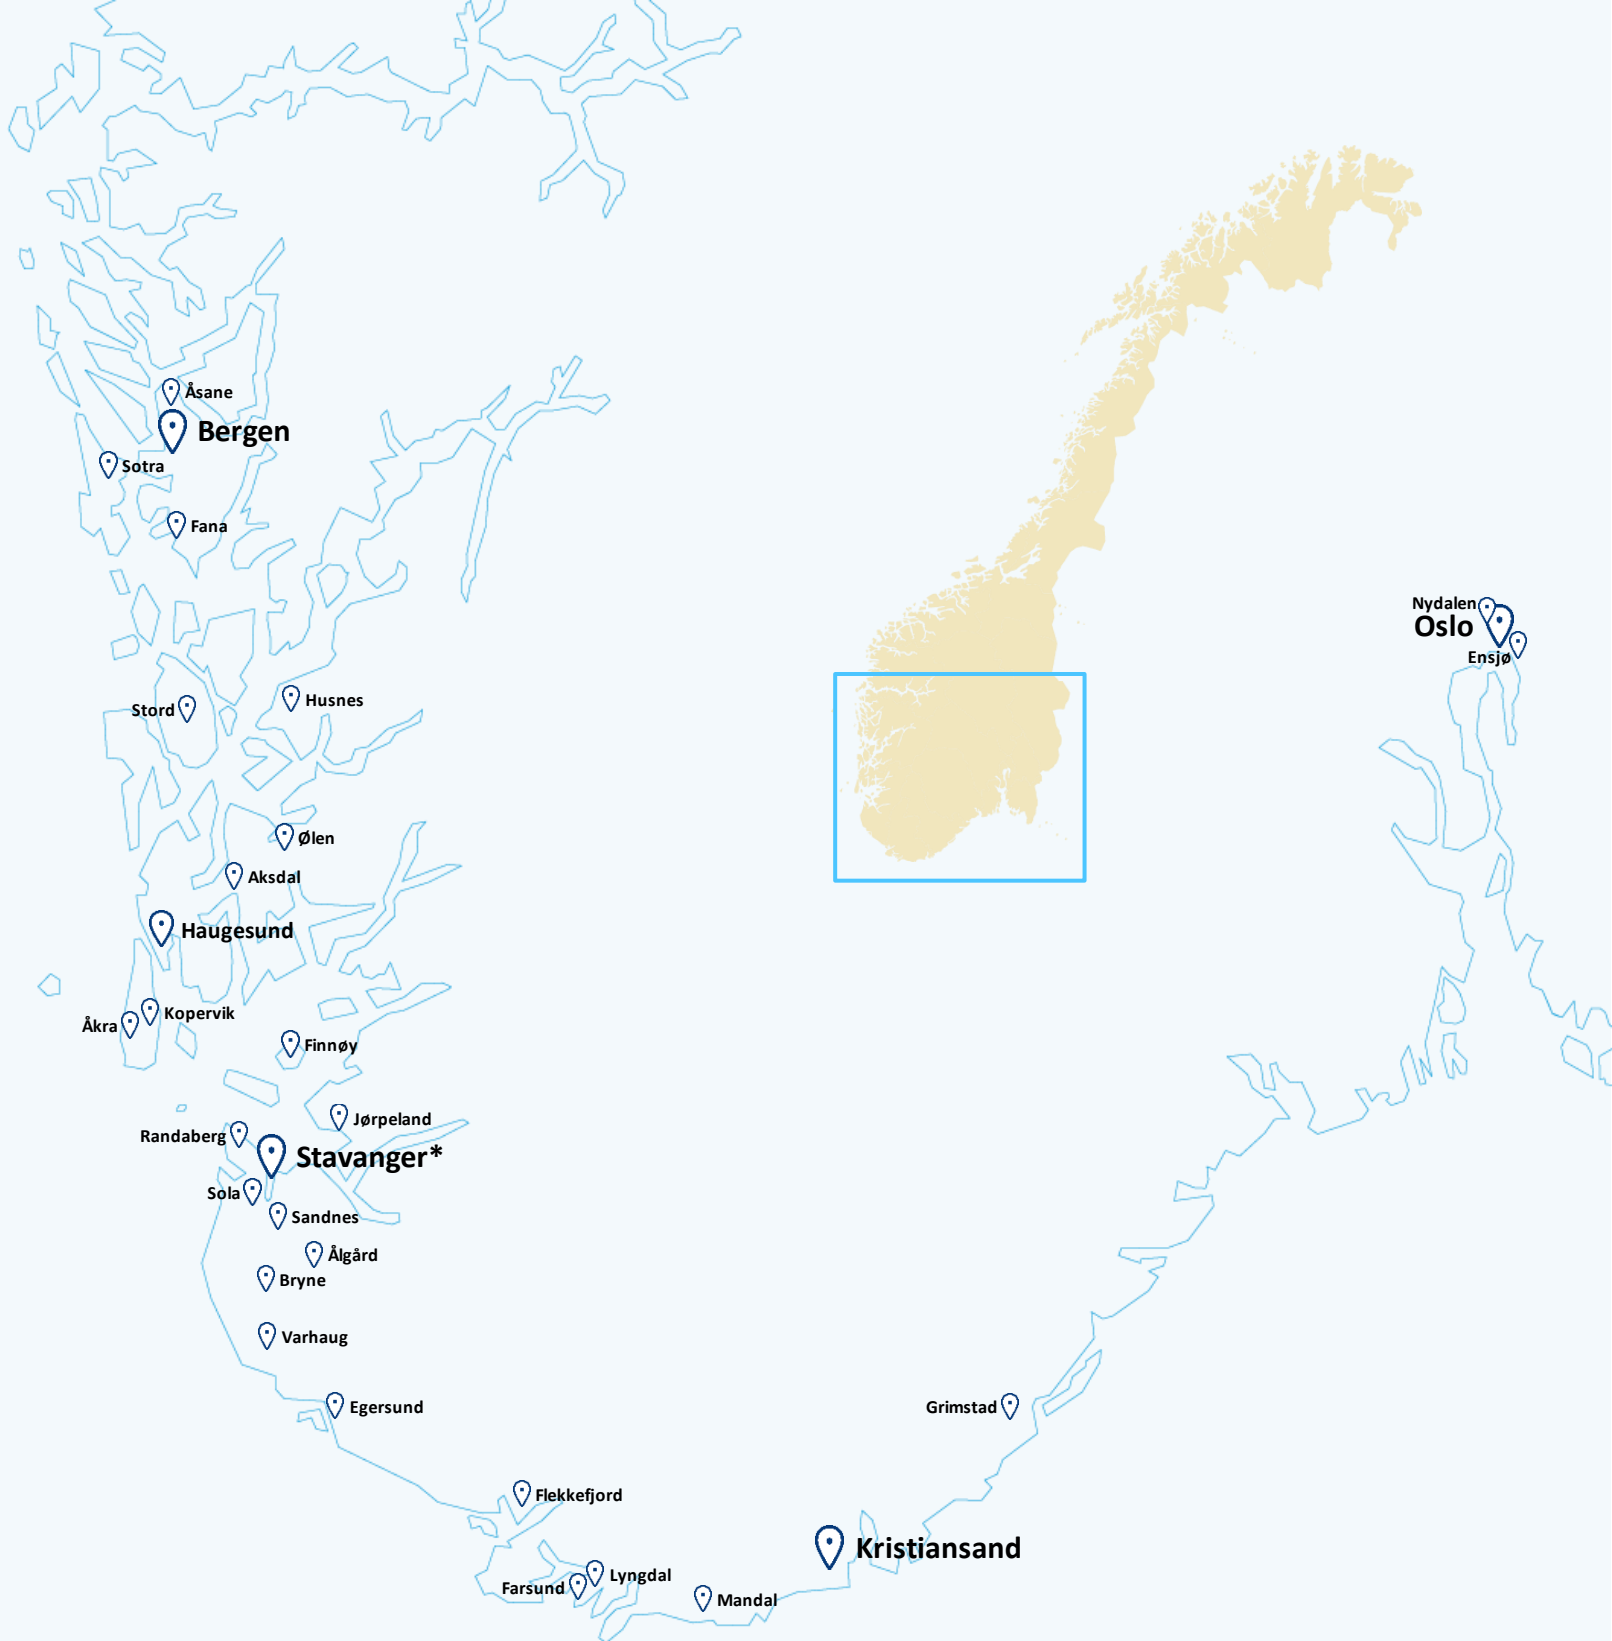 Åsane
Bergen
Sotra
Fana
Nydalen
Oslo
Ensjø
Husnes
Stord
Ølen
Aksdal
Haugesund
Kopervik
Åkra
Finnøy
Jørpeland
Randaberg
Stavanger*
Sola
Sandnes
Ålgård
Bryne
Varhaug
Egersund
Grimstad
Flekkefjord
Kristiansand
Lyngdal
Farsund
Mandal